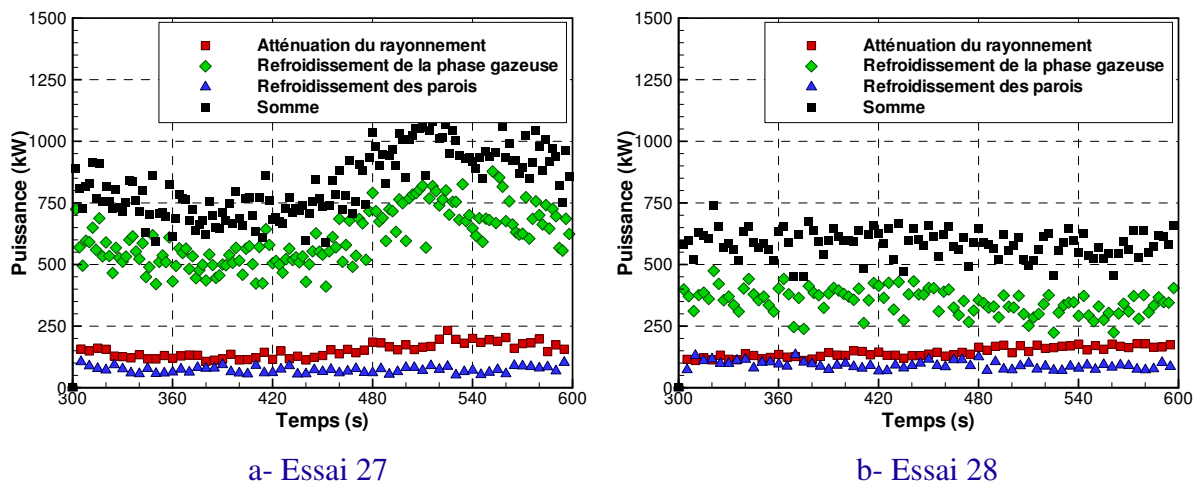 1500
1250
1000
750
500
250
0
Puissance (kW)
Atténuation du rayonnement
Refroidissement de la phase gazeuse
Refroidissement des parois
Somme
300
360
420
480
540
600
Temps (s)
a- Essai 27
1500
1250
1000
750
500
250
0
Puissance (kW)
Atténuation du rayonnement
Refroidissement de la phase gazeuse
Refroidissement des parois
Somme
300
360
420
480
540
600
Temps (s)
b- Essai 28